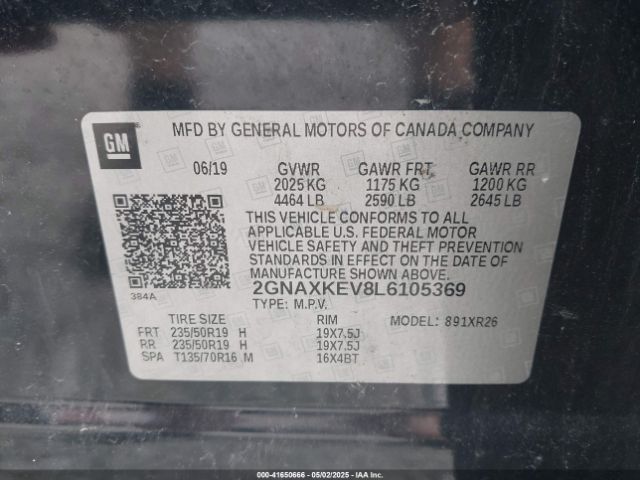 GM
MFD BY GENERAL MOTORS OF CANADA COMPANY
06/19 GVWR GAWR FRT GAWR RR
2025 KG 1175 KG 1200 KG
4464 LB 2590 LB 2645 LB
THIS VEHICLE CONFORMS TO ALL
APPLICABLE U.S. FEDERAL MOTOR
VEHICLE SAFETY AND THEFT PREVENTION
STANDARDS IN EFFECT ON THE DATE OF
MANUFACTURE SHOWN ABOVE.
384A
2GNAXKEV8L6105369
TYPE: M.P.V.
TIRE SIZE RIM MODEL: 891XR26
FRT 235/50R19 H 19X7.5J
RR 235/50R19 H 19X7.5J
SPA T135/70R16 M 16X4BT
000-41650666 - 05/02/2025 - IAAI, Inc.